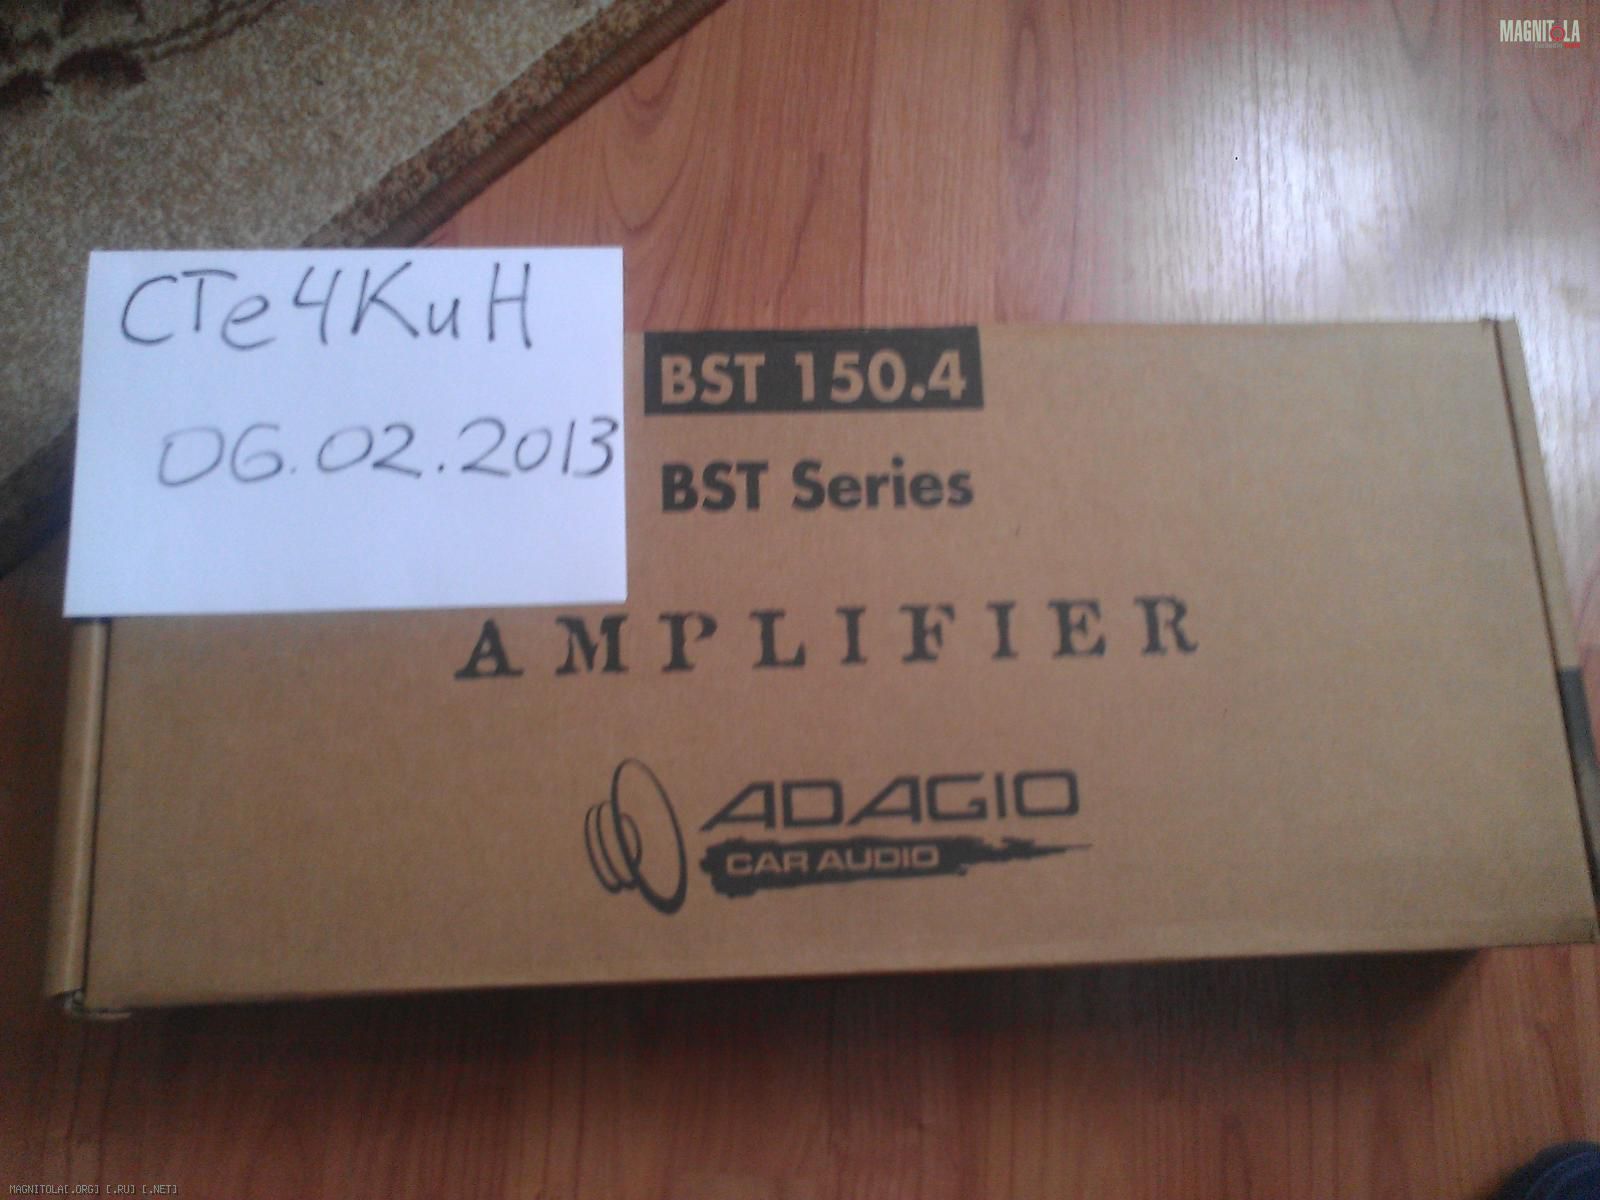 MAGNITOLA
СТе4КиН
06.02.2013
BST 150.4
BST Series
AMPLIFIER
ADAGIO
CAR AUDIO
MAGNITOLA[.ORG] [.RU] [.NET]